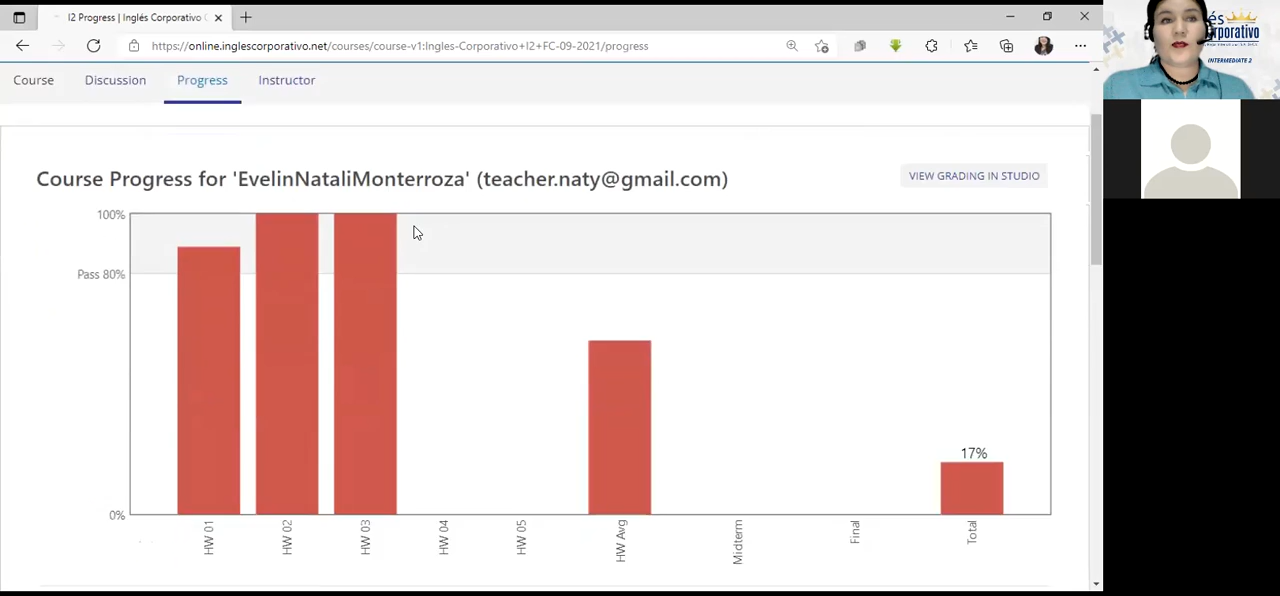 I2 Progress | Inglés Corporativo
https://online.inglescorporativo.net/courses/course-v1:Ingles-Corporativo+I2+FC-09-2021/progress
Course Discussion Progress Instructor
Course Progress for 'EvelinNataliMonterroza' (teacher.naty@gmail.com)
VIEW GRADING IN STUDIO
100%
Pass 80%
0%
17%
HW 01
HW 02
HW 03
HW 04
HW 05
HW Avg
Midterm
Final
Total
INTERMEDIATE 2